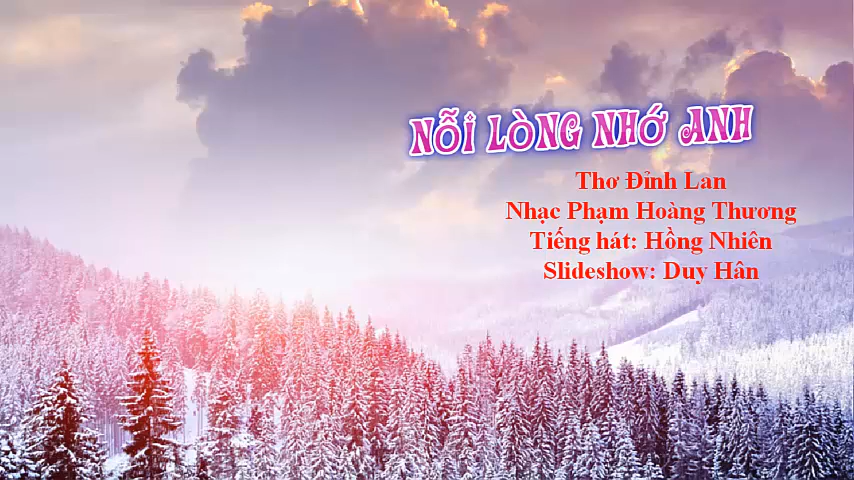 NỖI LÒNG NHỚ ANH
Thơ Đỉnh Lan
Nhạc Phạm Hoàng Thương
Tiếng hát: Hồng Nhiên
Slideshow: Duy Hân